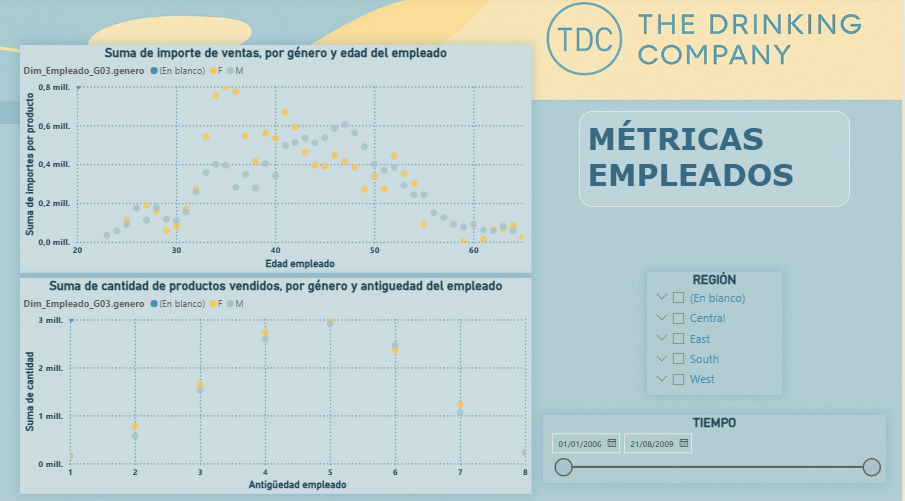 TDC
THE DRINKING
COMPANY
MÉTRICAS
EMPLEADOS
Suma de importe de ventas, por género y edad del empleado
Dim_Empleado_G03.genero (En blanco) F M
Suma de importes por producto
0,8 mill.
0,6 mill.
0,4 mill.
0,2 mill.
0,0 mill.
20 30 40 50 60
Edad empleado
Suma de cantidad de productos vendidos, por género y antiguedad del empleado
Dim_Empleado_G03.genero (En blanco) F M
Suma de cantidad
3 mill.
2 mill.
1 mill.
0 mill.
1 2 3 4 5 6 7 8
Antigüedad empleado
REGIÓN
(En blanco)
Central
East
South
West
TIEMPO
01/01/2006 21/08/2009